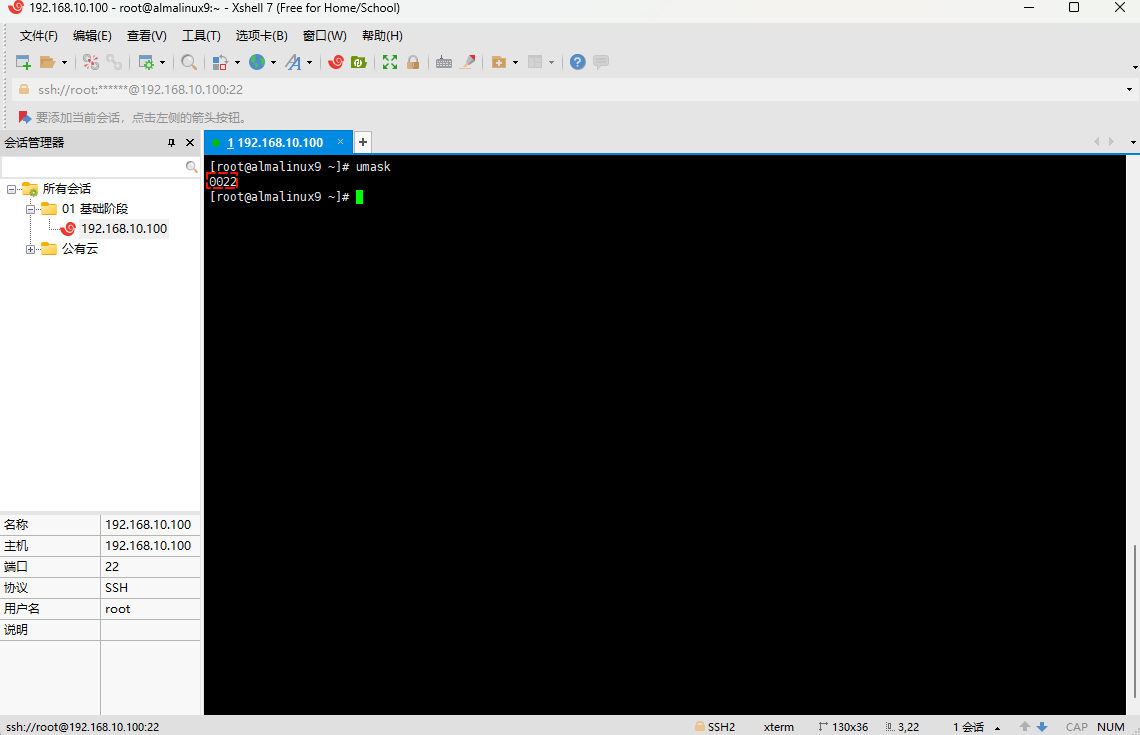 192.168.10.100 - root@almalinux9:~ - Xshell 7 (Free for Home/School)
文件(F) 编辑(E) 查看(V) 工具(T) 选项卡(B) 窗口(W) 帮助(H)
ssh://root:******@192.168.10.100:22
要添加当前会话，点击左侧的箭头按钮。
会话管理器
1 192.168.10.100
所有会话
01 基础阶段
192.168.10.100
公有云
[root@almalinux9 ~]# umask
0022
[root@almalinux9 ~]#
名称 192.168.10.100
主机 192.168.10.100
端口 22
协议 SSH
用户名 root
说明
ssh://root@192.168.10.100:22 SSH2 xterm 130x36 3,22 1 会话 CAP NUM